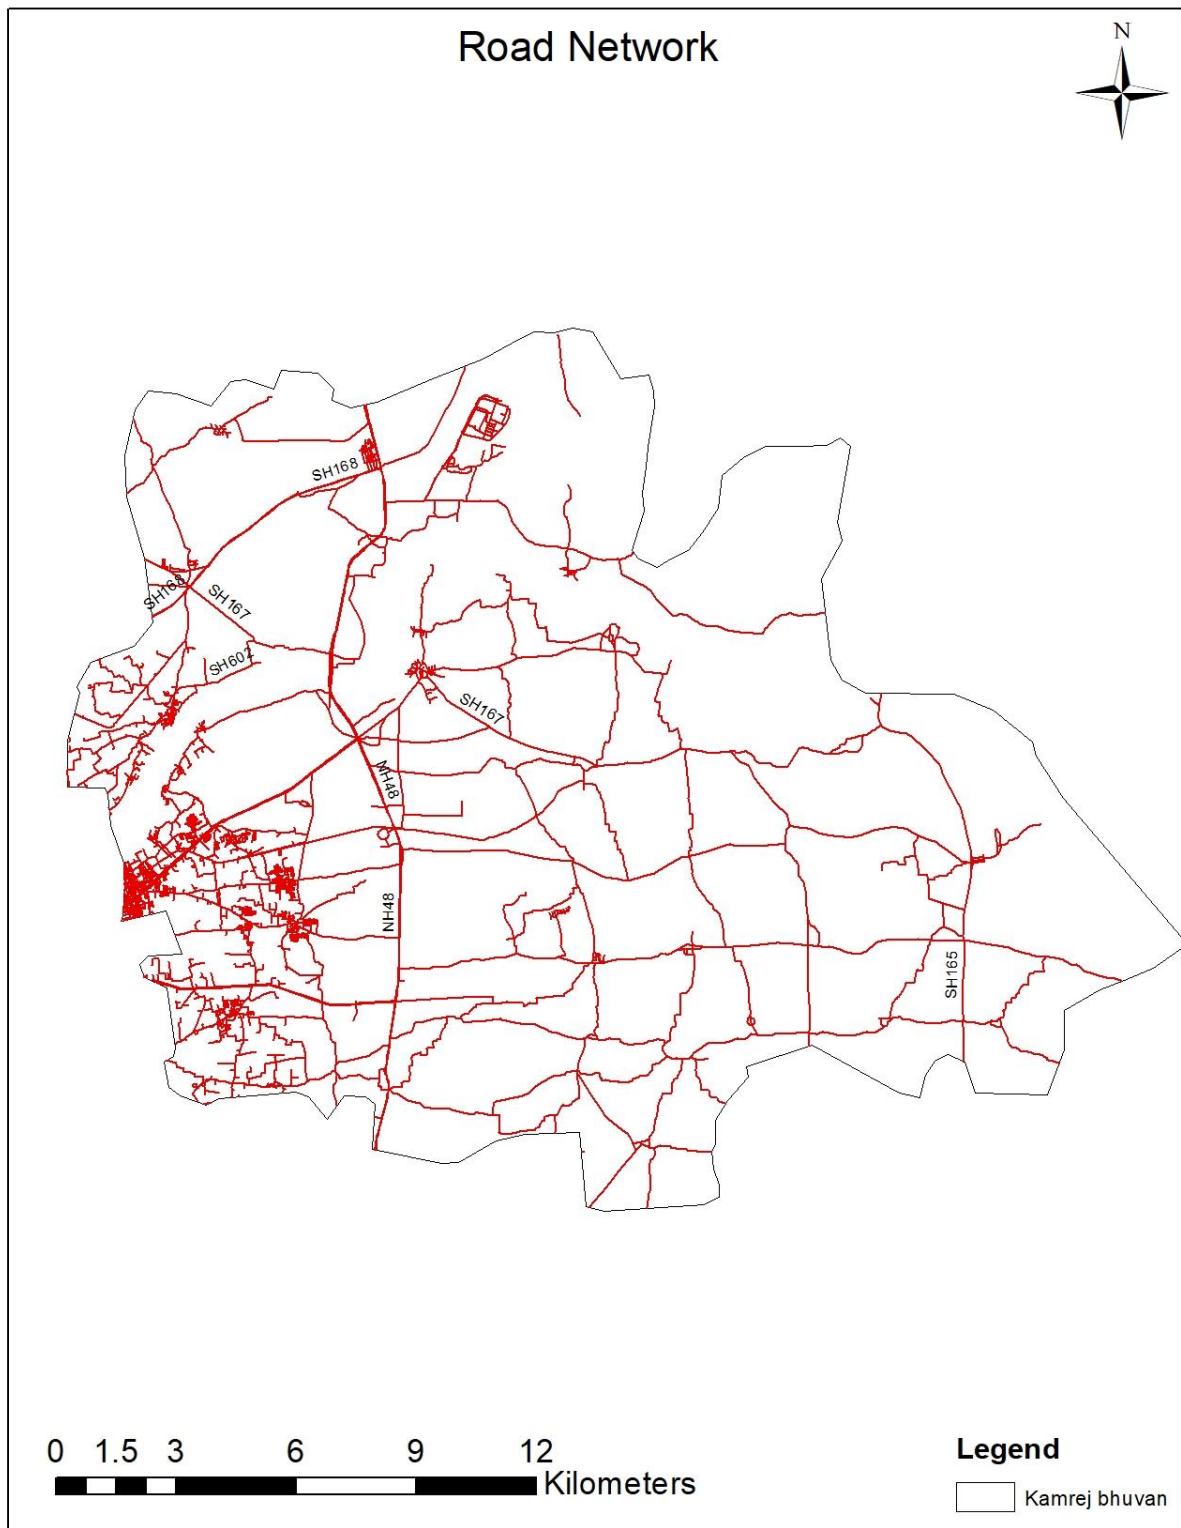 Road Network
N
SH168
SH168
SH167
SH602
SH167
NH48
NH48
SH165
0 1.5 3 6 9 12
Kilometers
Legend
Kamrej bhuvan